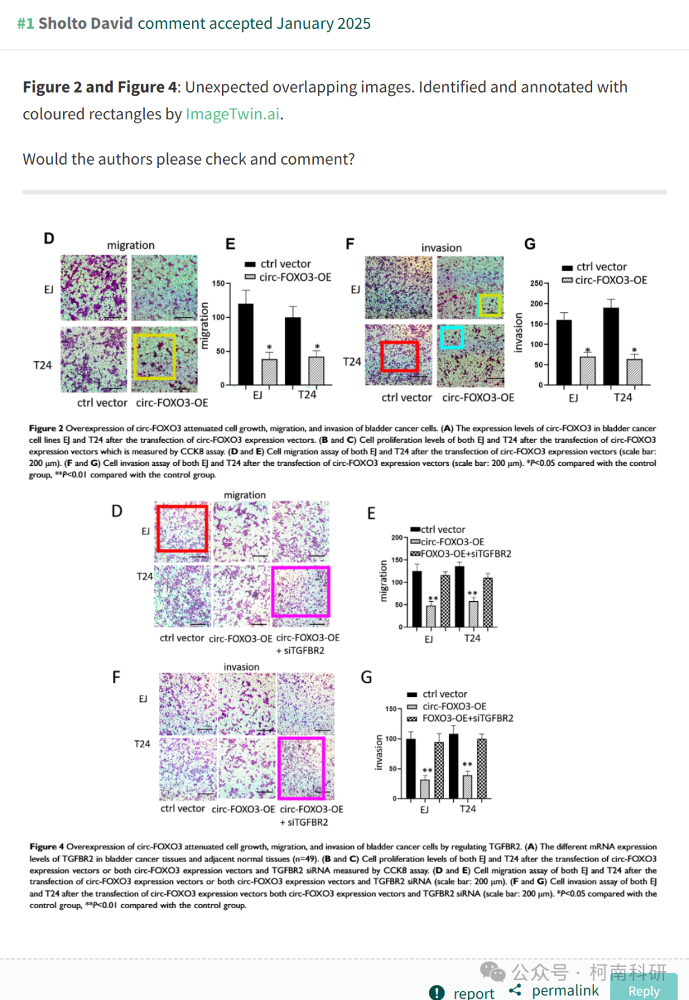 #1 Sholto David comment accepted January 2025
Figure 2 and Figure 4: Unexpected overlapping images. Identified and annotated with
coloured rectangles by ImageTwin.ai.
Would the authors please check and comment?
D
migration
EJ
T24
ctrl vector circ-FOXO3-OE
E
ctrl vector
circ-FOXO3-OE
migration
150
100
50
0
*
*
EJ
T24
F
invasion
EJ
T24
ctrl vector circ-FOXO3-OE
G
ctrl vector
circ-FOXO3-OE
invasion
250
200
150
100
50
0
*
*
EJ
T24
Figure 2 Overexpression of circ-FOXO3 attenuated cell growth, migration, and invasion of bladder cancer cells. (A) The expression levels of circ-FOXO3 in bladder cancer
cell lines EJ and T24 after the transfection of circ-FOXO3 expression vectors. (B and C) Cell proliferation levels of both EJ and T24 after the transfection of circ-FOXO3
expression vectors which is measured by CCK8 assay. (D and E) Cell migration assay of both EJ and T24 after the transfection of circ-FOXO3 expression vectors (scale bar:
200 μm). (F and G) Cell invasion assay of both EJ and T24 after the transfection of circ-FOXO3 expression vectors (scale bar: 200 μm). *P<0.05 compared with the control
group, **P<0.01 compared with the control group.
D
migration
EJ
T24
ctrl vector circ-FOXO3-OE circ-FOXO3-OE
+ siTGFBR2
E
ctrl vector
circ-FOXO3-OE
FOXO3-OE+siTGFBR2
migration
200
150
100
50
0
**
**
EJ
T24
F
invasion
EJ
T24
ctrl vector circ-FOXO3-OE circ-FOXO3-OE
+ siTGFBR2
G
ctrl vector
circ-FOXO3-OE
FOXO3-OE+siTGFBR2
invasion
150
100
50
0
**
**
EJ
T24
Figure 4 Overexpression of circ-FOXO3 attenuated cell growth, migration, and invasion of bladder cancer cells by regulating TGFBR2. (A) The different mRNA expression
levels of TGFBR2 in bladder cancer tissues and adjacent normal tissues (n=49). (B and C) Cell proliferation levels of both EJ and T24 after the transfection of circ-FOXO3
expression vectors or both circ-FOXO3 expression vectors and TGFBR2 siRNA measured by CCK8 assay. (D and E) Cell migration assay of both EJ and T24 after the
transfection of circ-FOXO3 expression vectors or both circ-FOXO3 expression vectors and TGFBR2 siRNA (scale bar: 200 μm). (F and G) Cell invasion assay of both EJ
and T24 after the transfection of circ-FOXO3 expression vectors both circ-FOXO3 expression vectors and TGFBR2 siRNA (scale bar: 200 μm). *P<0.05 compared with the
control group, **P<0.01 compared with the control group.
公众号 · 柯南科研
report permalink Reply